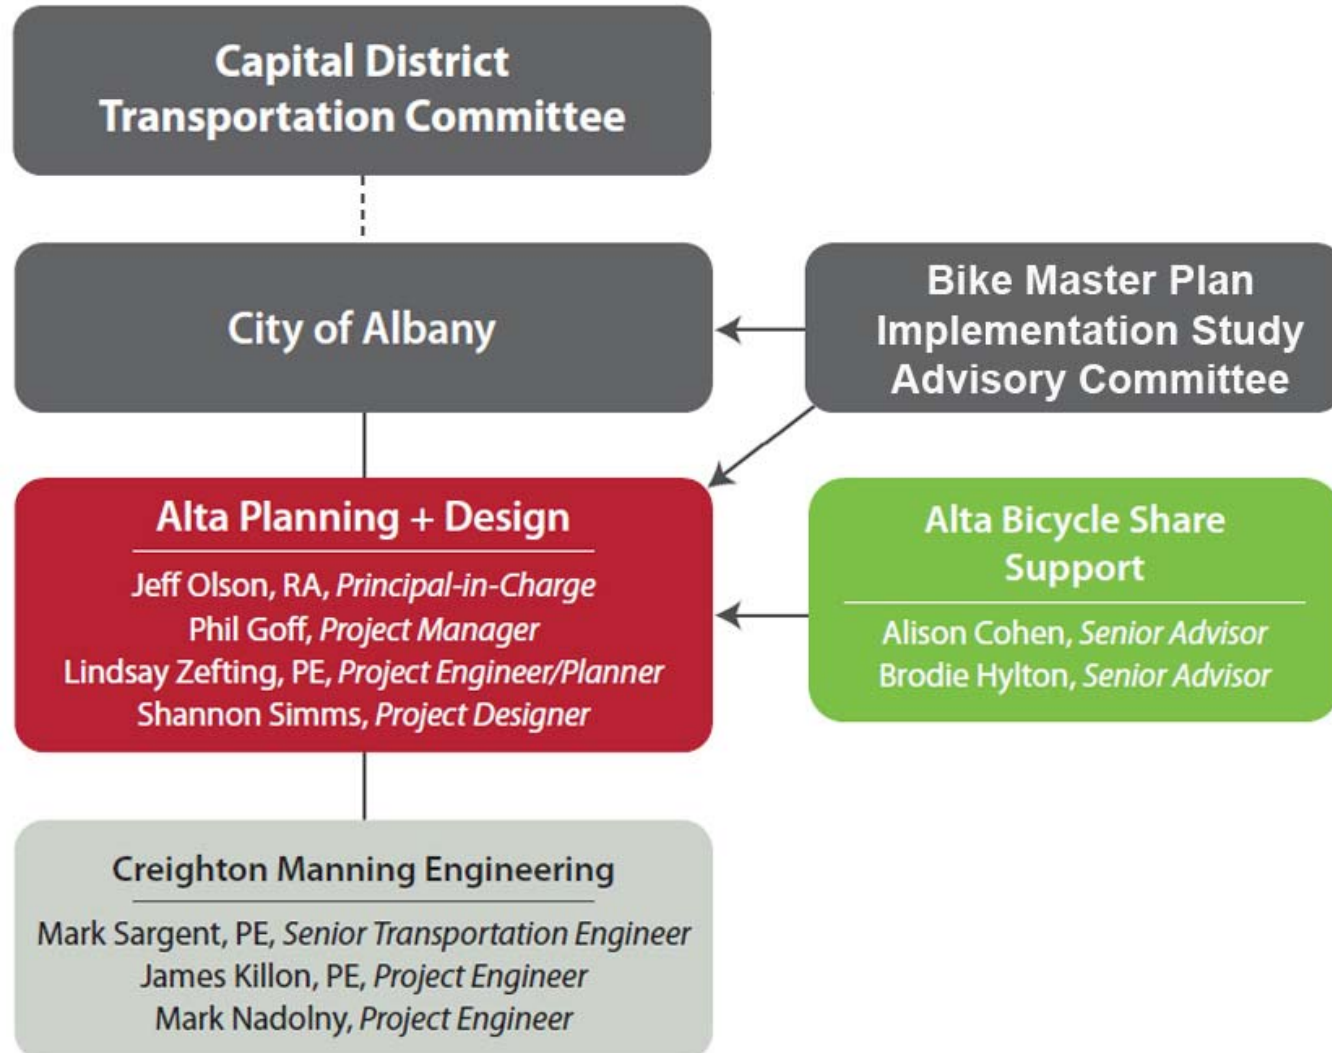 Capital District
Transportation Committee
City of Albany
Bike Master Plan
Implementation Study
Advisory Committee
Alta Planning + Design
Jeff Olson, RA, Principal-in-Charge
Phil Goff, Project Manager
Lindsay Zefting, PE, Project Engineer/Planner
Shannon Simms, Project Designer
Alta Bicycle Share
Support
Alison Cohen, Senior Advisor
Brodie Hylton, Senior Advisor
Creighton Manning Engineering
Mark Sargent, PE, Senior Transportation Engineer
James Killon, PE, Project Engineer
Mark Nadolny, Project Engineer